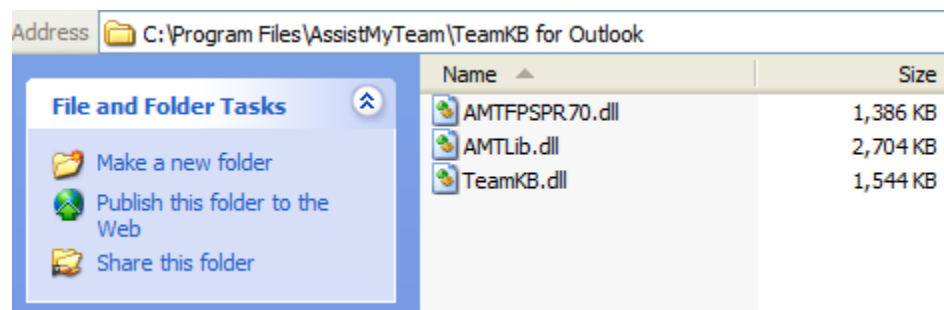 Address C:\Program Files\AssistMyTeam\TeamKB for Outlook
File and Folder Tasks
Make a new folder
Publish this folder to the
Web
Share this folder
Name Size
AMTFPSPR70.dll 1,386 KB
AMTLib.dll 2,704 KB
TeamKB.dll 1,544 KB